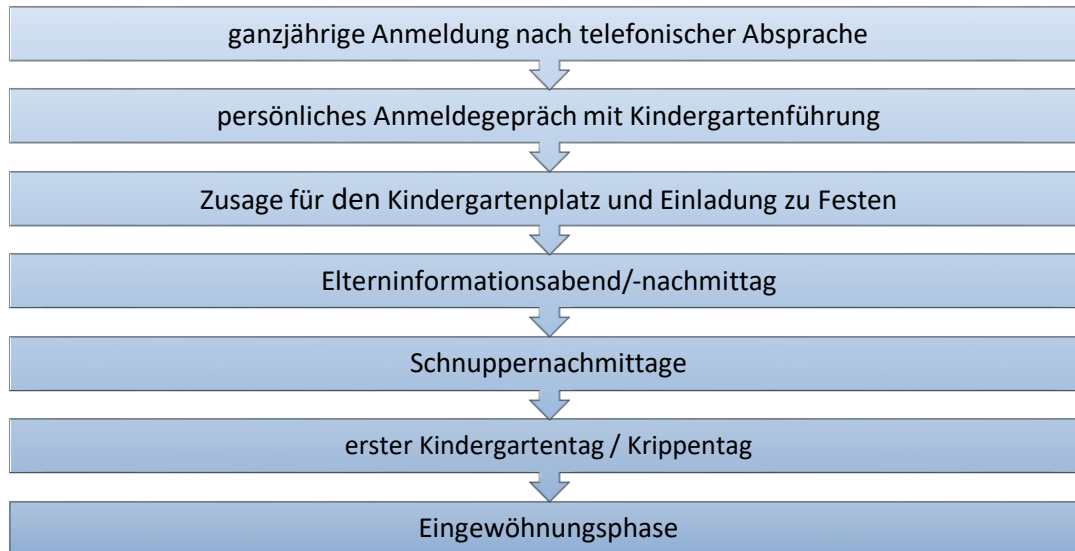 ganzjährige Anmeldung nach telefonischer Absprache
persönliches Anmeldegepräch mit Kindergartenführung
Zusage für den Kindergartenplatz und Einladung zu Festen
Elterninformationsabend/-nachmittag
Schnuppernachmittage
erster Kindergartentag / Krippentag
Eingewöhnungsphase